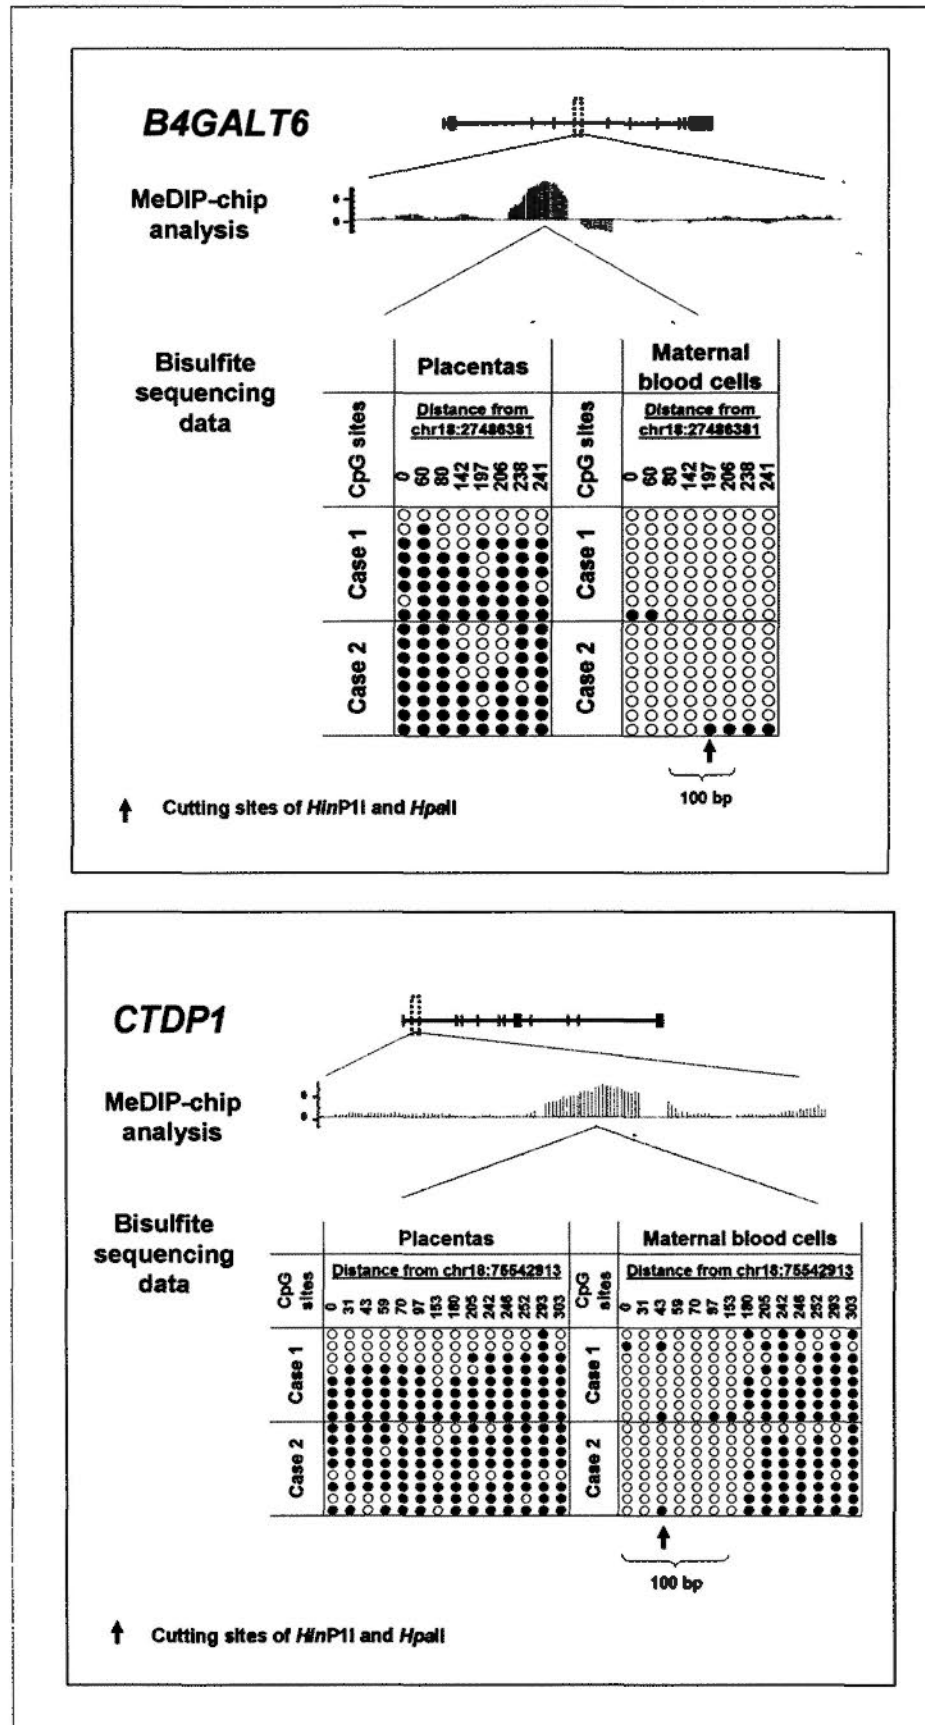 B4GALT6
MeDIP-chip
analysis
Bisulfite
sequencing
data
Placentas
Maternal
blood cells
CpG sites
Distance from
chr18:27486381
CpG sites
Distance from
chr18:27486381
0 60 80 142 197 206 238 241
0 60 80 142 197 206 238 241
Case 1
Case 1
Case 2
Case 2
100 bp
Cutting sites of HinP1I and HpaII
CTDP1
MeDIP-chip
analysis
Bisulfite
sequencing
data
Placentas
Maternal blood cells
CpG
sites
Distance from chr18:75542913
CpG
sites
Distance from chr18:75542913
0 31 43 59 70 97 153 180 205 242 246 252 293 303
0 31 43 59 70 97 153 180 205 242 246 252 293 303
Case 1
Case 1
Case 2
Case 2
100 bp
Cutting sites of HinP1I and HpaII